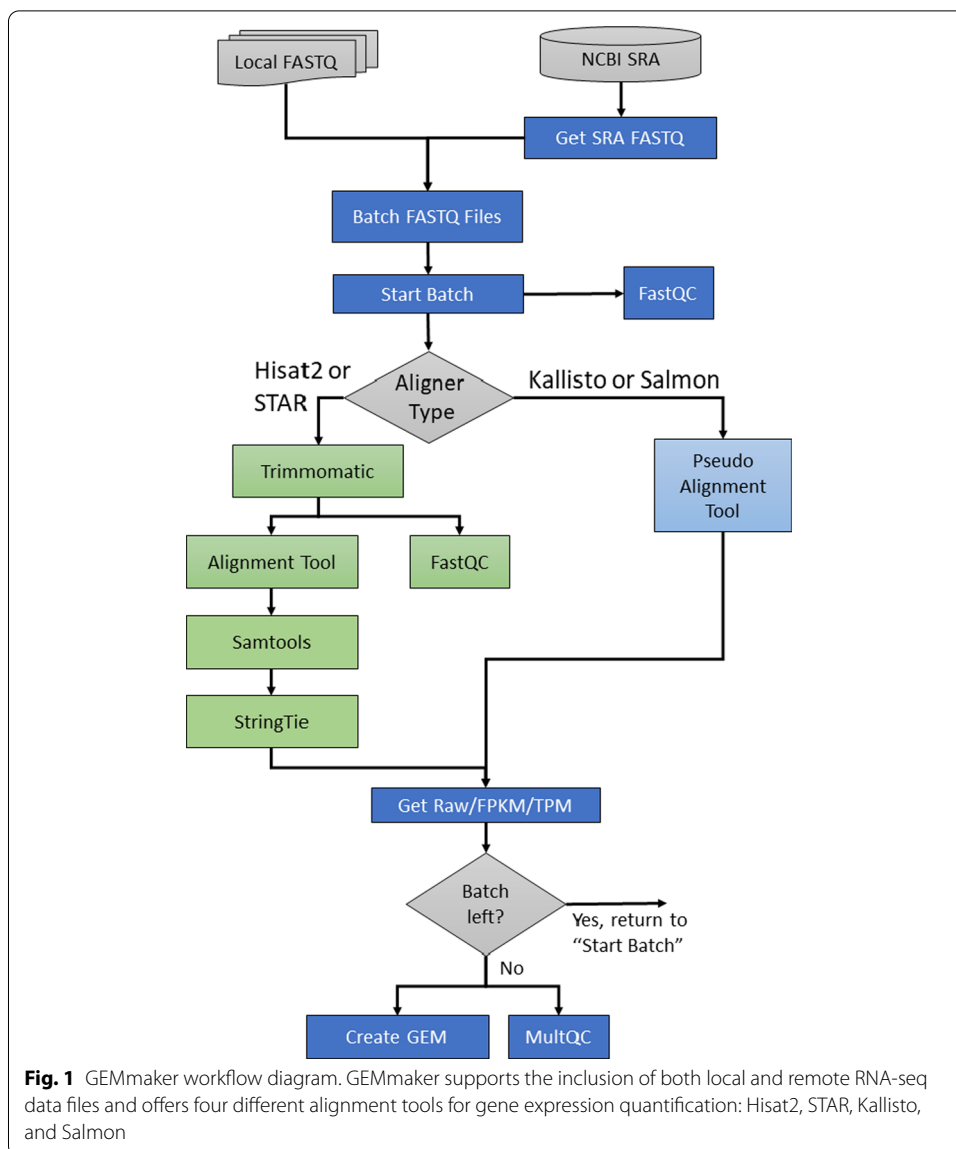 Local FASTQ
NCBI SRA
Get SRA FASTQ
Batch FASTQ Files
Start Batch
FastQC
Hisat2 or
STAR
Aligner
Type
Kallisto or Salmon
Trimmomatic
Pseudo
Alignment
Tool
Alignment Tool
FastQC
Samtools
StringTie
Get Raw/FPKM/TPM
Batch
left?
Yes, return to
“Start Batch”
No
Create GEM
MultQC
Fig. 1 GEMmaker workflow diagram. GEMmaker supports the inclusion of both local and remote RNA-seq
data files and offers four different alignment tools for gene expression quantification: Hisat2, STAR, Kallisto,
and Salmon